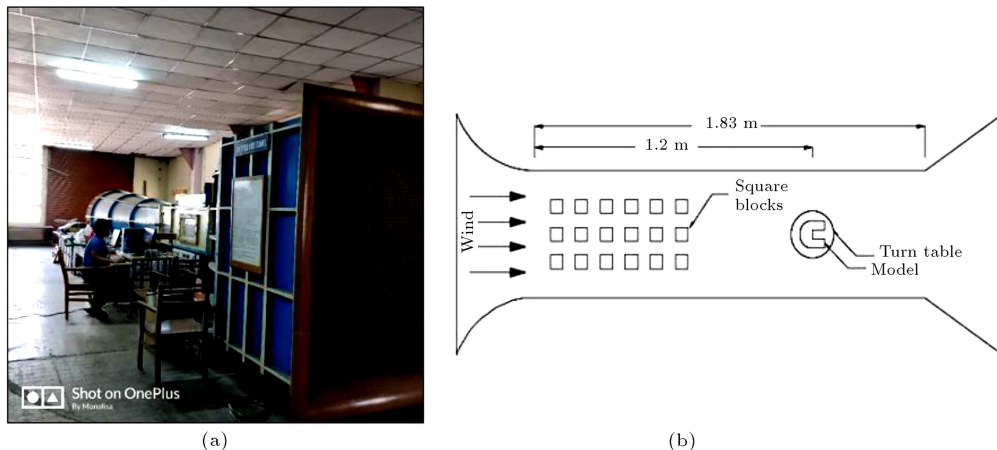 Shot on OnePlus
By Monalisa
(a)
1.83 m
1.2 m
Wind
Square
blocks
Turn table
Model
(b)